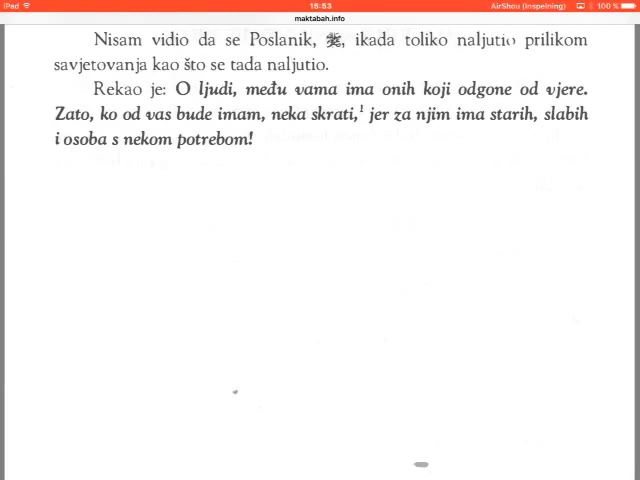 iPad 15:53 AirShou (inspelning) 100 %
maktabah.info
Nisam vidio da se Poslanik, ﷺ, ikada toliko naljutio prilikom
savjetovanja kao što se tada naljutio.
Rekao je: O ljudi, među vama ima onih koji odgone od vjere.
Zato, ko od vas bude imam, neka skrati,¹ jer za njim ima starih, slabih
i osoba s nekom potrebom!